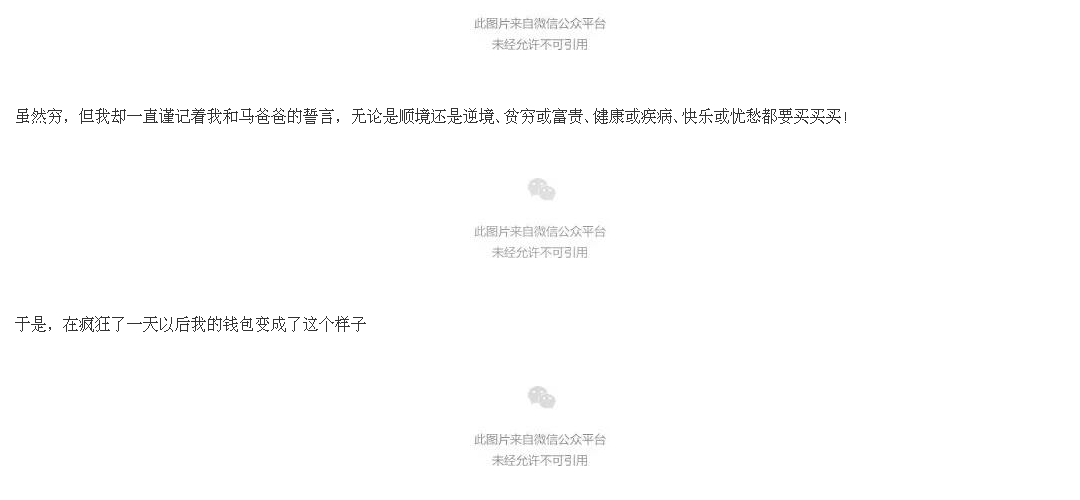 此图片来自微信公众平台
未经允许不可引用
虽然穷，但我却一直谨记着我和马爸爸的誓言，无论是顺境还是逆境、贫穷或富贵、健康或疾病、快乐或忧愁都要买买买！
此图片来自微信公众平台
未经允许不可引用
于是，在疯狂了一天以后我的钱包变成了这个样子
此图片来自微信公众平台
未经允许不可引用